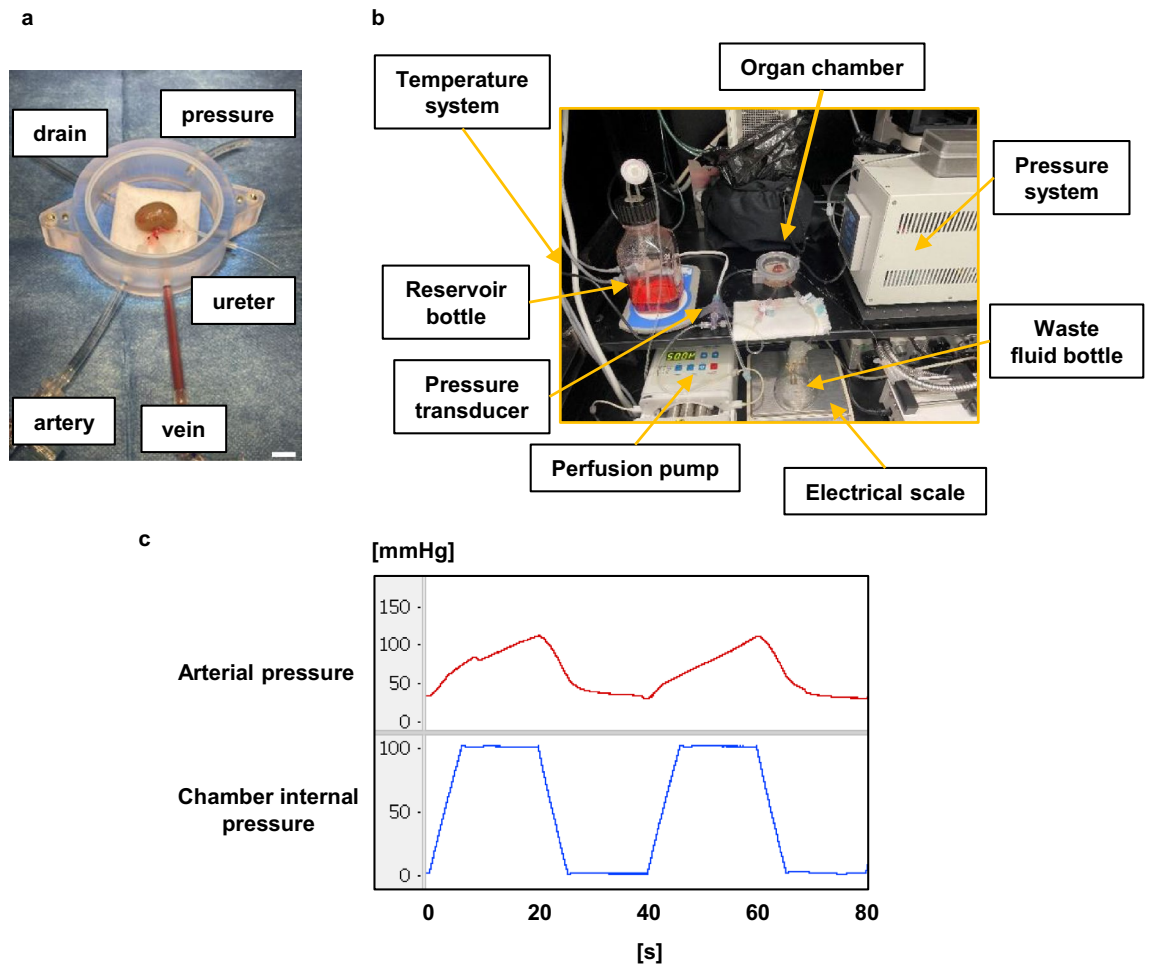 a
drain
pressure
ureter
artery
vein
b
Temperature
system
Organ chamber
Pressure
system
Reservoir
bottle
Waste
fluid bottle
Pressure
transducer
Perfusion pump
Electrical scale
c
[mmHg]
Arterial pressure
150
100
50
0
Chamber internal
pressure
100
50
0
0 20 40 60 80
[s]